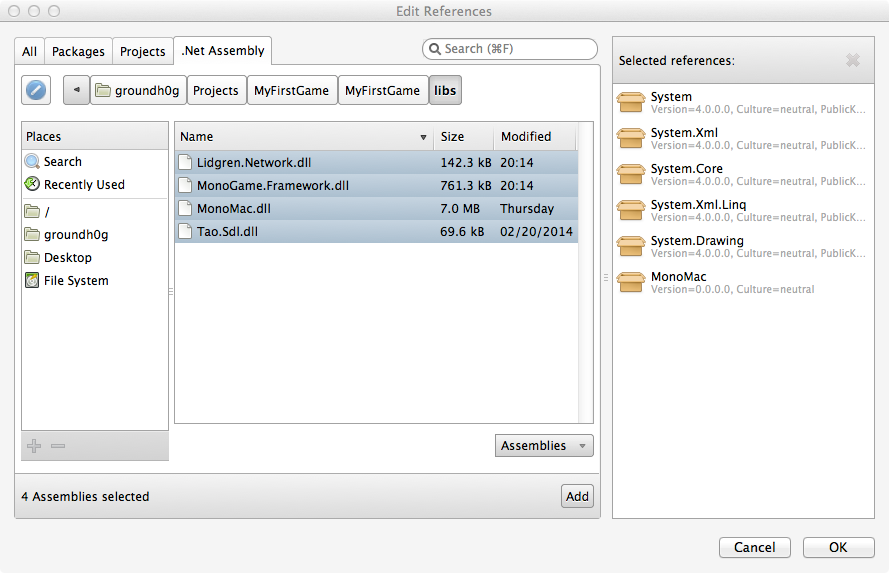 Edit References
All Packages Projects .Net Assembly
Search (⌘F)
groundh0g Projects MyFirstGame MyFirstGame libs
Places
Search
Recently Used
/
groundh0g
Desktop
File System
Name Size Modified
Lidgren.Network.dll 142.3 kB 20:14
MonoGame.Framework.dll 761.3 kB 20:14
MonoMac.dll 7.0 MB Thursday
Tao.Sdl.dll 69.6 kB 02/20/2014
Assemblies
4 Assemblies selected
Add
Selected references:
System
Version=4.0.0.0, Culture=neutral, PublicK...
System.Xml
Version=4.0.0.0, Culture=neutral, PublicK...
System.Core
Version=4.0.0.0, Culture=neutral, PublicK...
System.Xml.Linq
Version=4.0.0.0, Culture=neutral, PublicK...
System.Drawing
Version=4.0.0.0, Culture=neutral, PublicK...
MonoMac
Version=0.0.0.0, Culture=neutral
Cancel OK